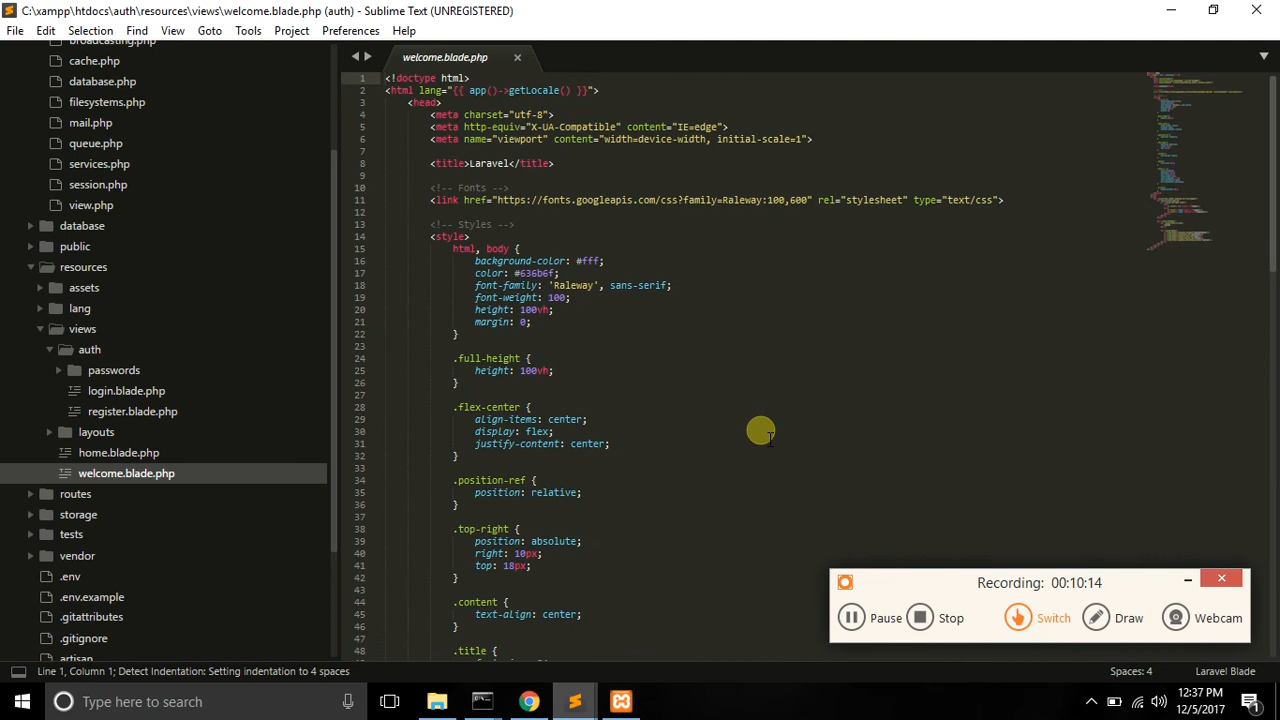 C:\xampp\htdocs\auth\resources\views\welcome.blade.php (auth) - Sublime Text (UNREGISTERED)
File Edit Selection Find View Goto Tools Project Preferences Help
broadcasting.php
cache.php
database.php
filesystems.php
mail.php
queue.php
services.php
session.php
view.php
database
public
resources
assets
lang
views
auth
passwords
login.blade.php
register.blade.php
layouts
home.blade.php
welcome.blade.php
routes
storage
tests
vendor
.env
.env.example
.gitattributes
.gitignore
artisan
welcome.blade.php
1 <!doctype html>
2 <html lang="{{ app()->getLocale() }}">
3 <head>
4 <meta charset="utf-8">
5 <meta http-equiv="X-UA-Compatible" content="IE=edge">
6 <meta name="viewport" content="width=device-width, initial-scale=1">
7
8 <title>Laravel</title>
9
10 <!-- Fonts -->
11 <link href="https://fonts.googleapis.com/css?family=Raleway:100,600" rel="stylesheet" type="text/css">
12
13 <!-- Styles -->
14 <style>
15 html, body {
16 background-color: #fff;
17 color: #636b6f;
18 font-family: 'Raleway', sans-serif;
19 font-weight: 100;
20 height: 100vh;
21 margin: 0;
22 }
23
24 .full-height {
25 height: 100vh;
26 }
27
28 .flex-center {
29 align-items: center;
30 display: flex;
31 justify-content: center;
32 }
33
34 .position-ref {
35 position: relative;
36 }
37
38 .top-right {
39 position: absolute;
40 right: 10px;
41 top: 18px;
42 }
43
44 .content {
45 text-align: center;
46 }
47
48 .title {
Recording: 00:10:14
Pause Stop Switch Draw Webcam
Line 1, Column 1; Detect Indentation: Setting indentation to 4 spaces Spaces: 4 Laravel Blade
Type here to search
12:37 PM
12/5/2017